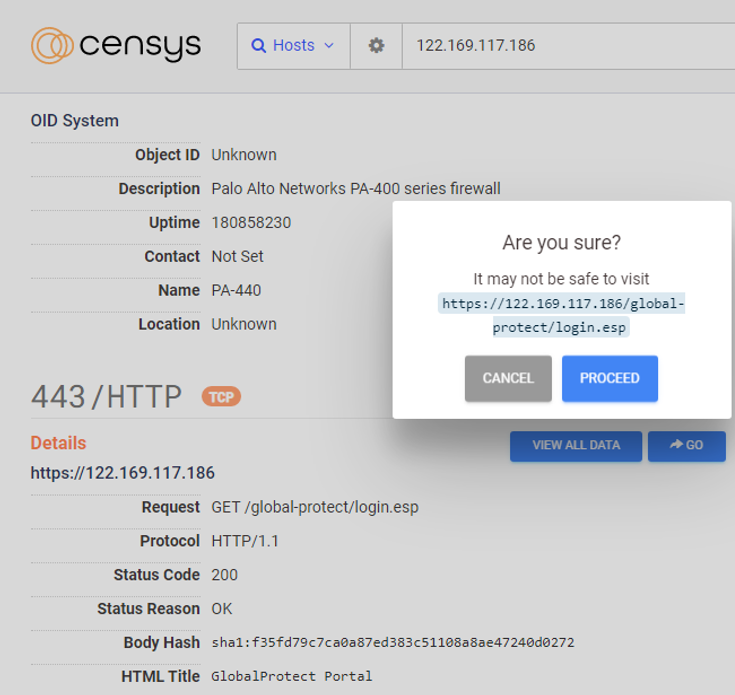 censys
Hosts
122.169.117.186
OID System
Object ID Unknown
Description Palo Alto Networks PA-400 series firewall
Uptime 180858230
Contact Not Set
Name PA-440
Location Unknown
Are you sure?
It may not be safe to visit
https://122.169.117.186/global-
protect/login.esp
CANCEL PROCEED
443/HTTP TCP
Details
VIEW ALL DATA GO
https://122.169.117.186
Request GET /global-protect/login.esp
Protocol HTTP/1.1
Status Code 200
Status Reason OK
Body Hash sha1:f35fd79c7ca0a87ed383c51108a8ae47240d0272
HTML Title GlobalProtect Portal